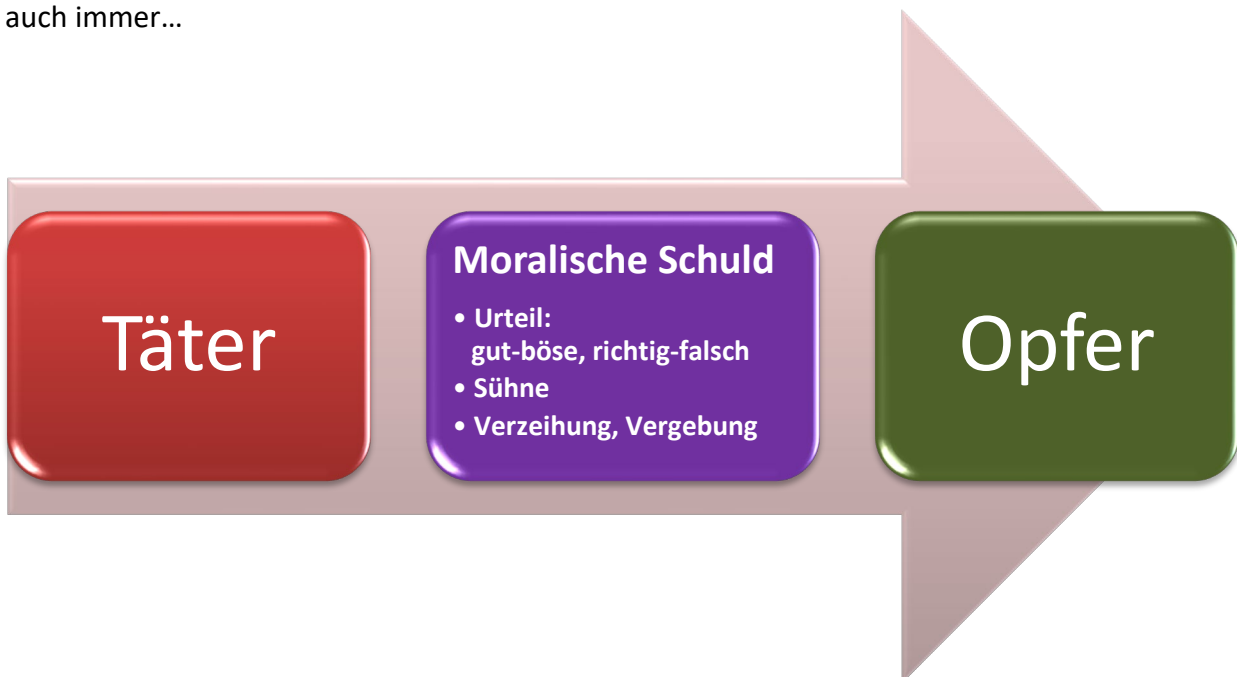 auch immer…
Täter
Moralische Schuld
• Urteil:
gut-böse, richtig-falsch
• Sühne
• Verzeihung, Vergebung
Opfer